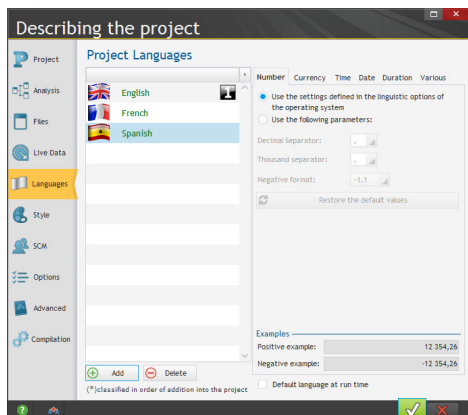 Describing the project
Project
Analysis
Files
Live Data
Languages
Style
SCM
Options
Advanced
Compilation
Project Languages
English
1
French
Spanish
Add
Delete
(*)classified in order of addition into the project
Number Currency Time Date Duration Various
Use the settings defined in the linguistic options of
the operating system
Use the following parameters:
Decimal Separator:
Thousand separator:
Negative format:
-1.1
Restore the default values
Examples
Positive example:
12 354,26
Negative example:
-12 354,26
Default language at run time
?